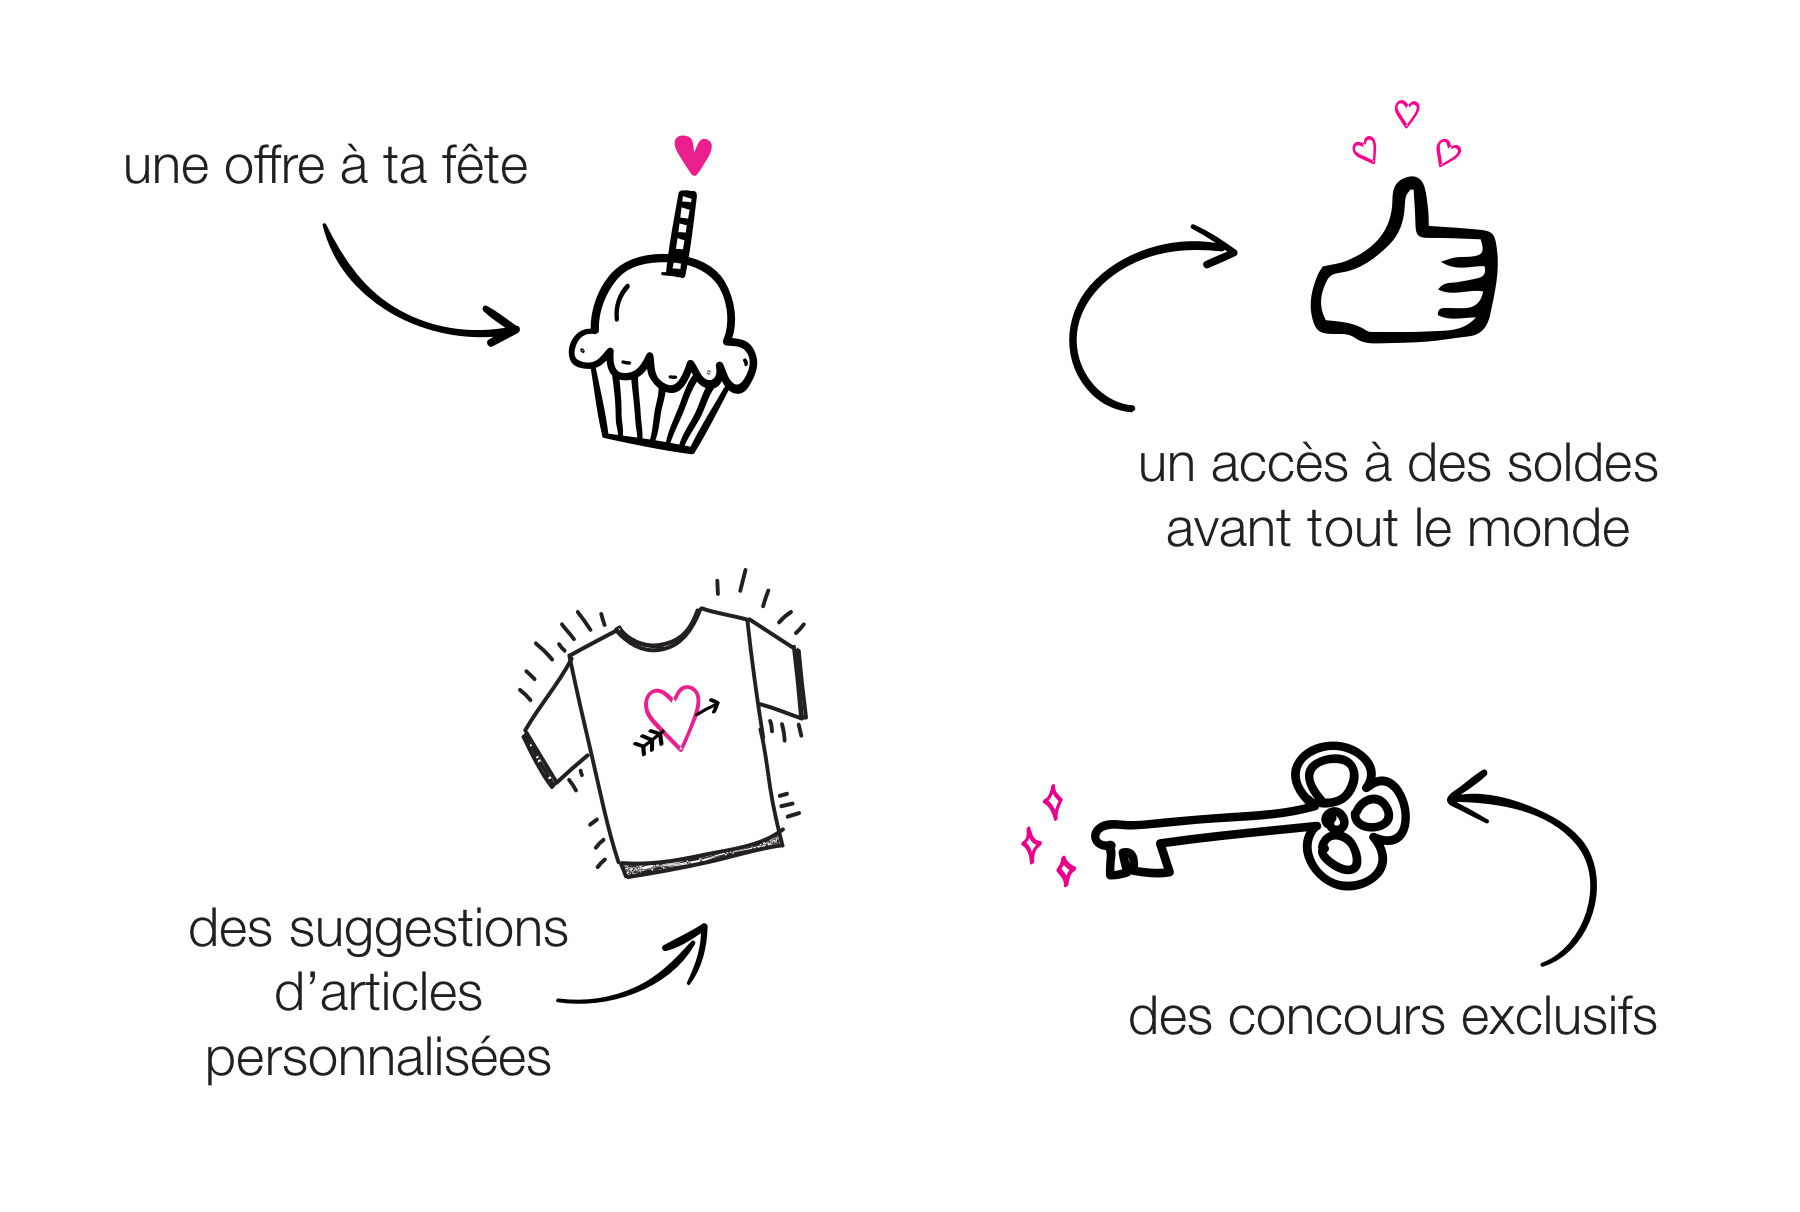 une offre à ta fête
un accès à des soldes
avant tout le monde
des suggestions
d’articles
personnalisées
des concours exclusifs